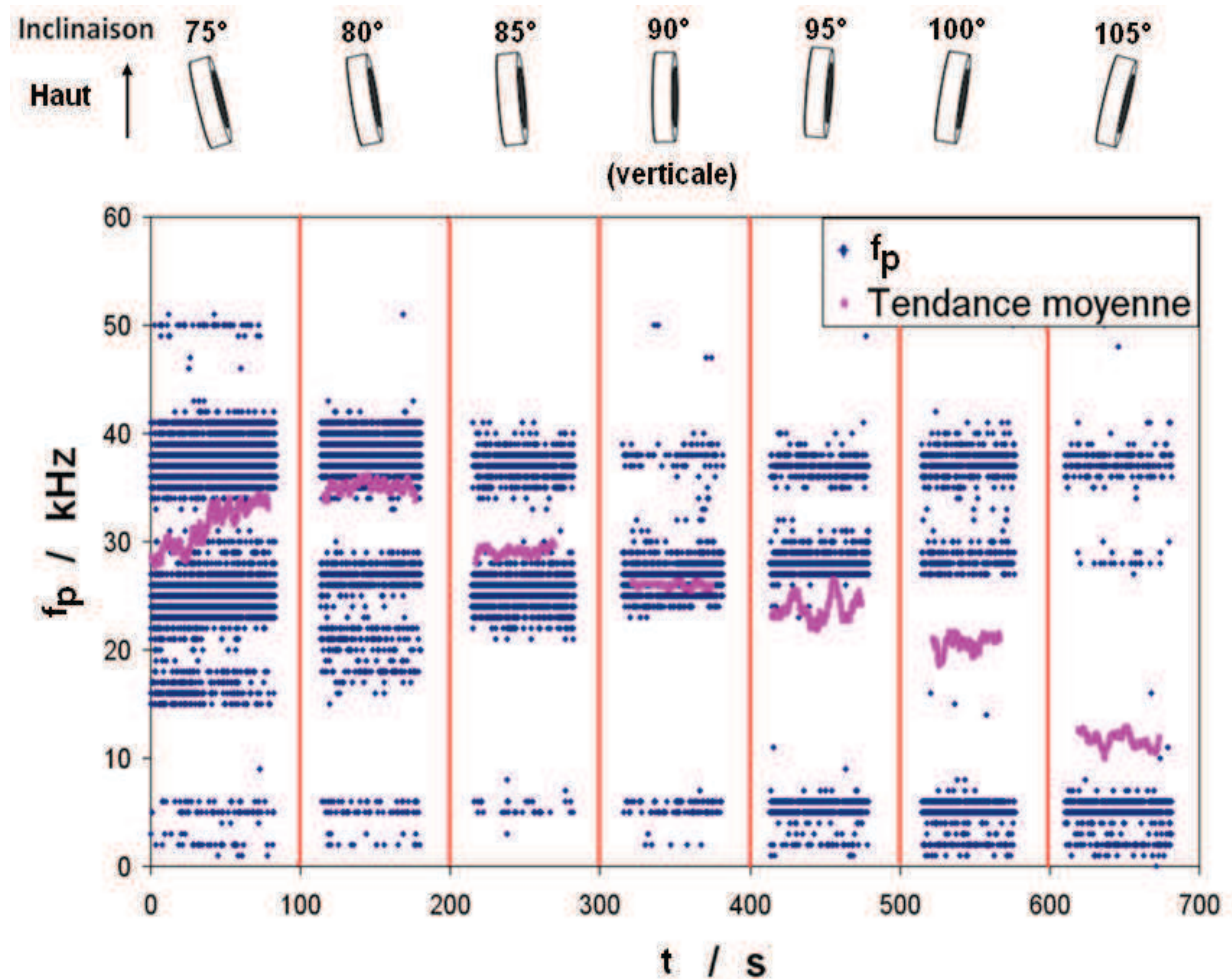 Inclinaison 75° 80° 85° 90° 95° 100° 105°
Haut
(verticale)
60
50
40
30
20
10
0
fp / kHz
fp
Tendance moyenne
0 100 200 300 400 500 600 700
t / s